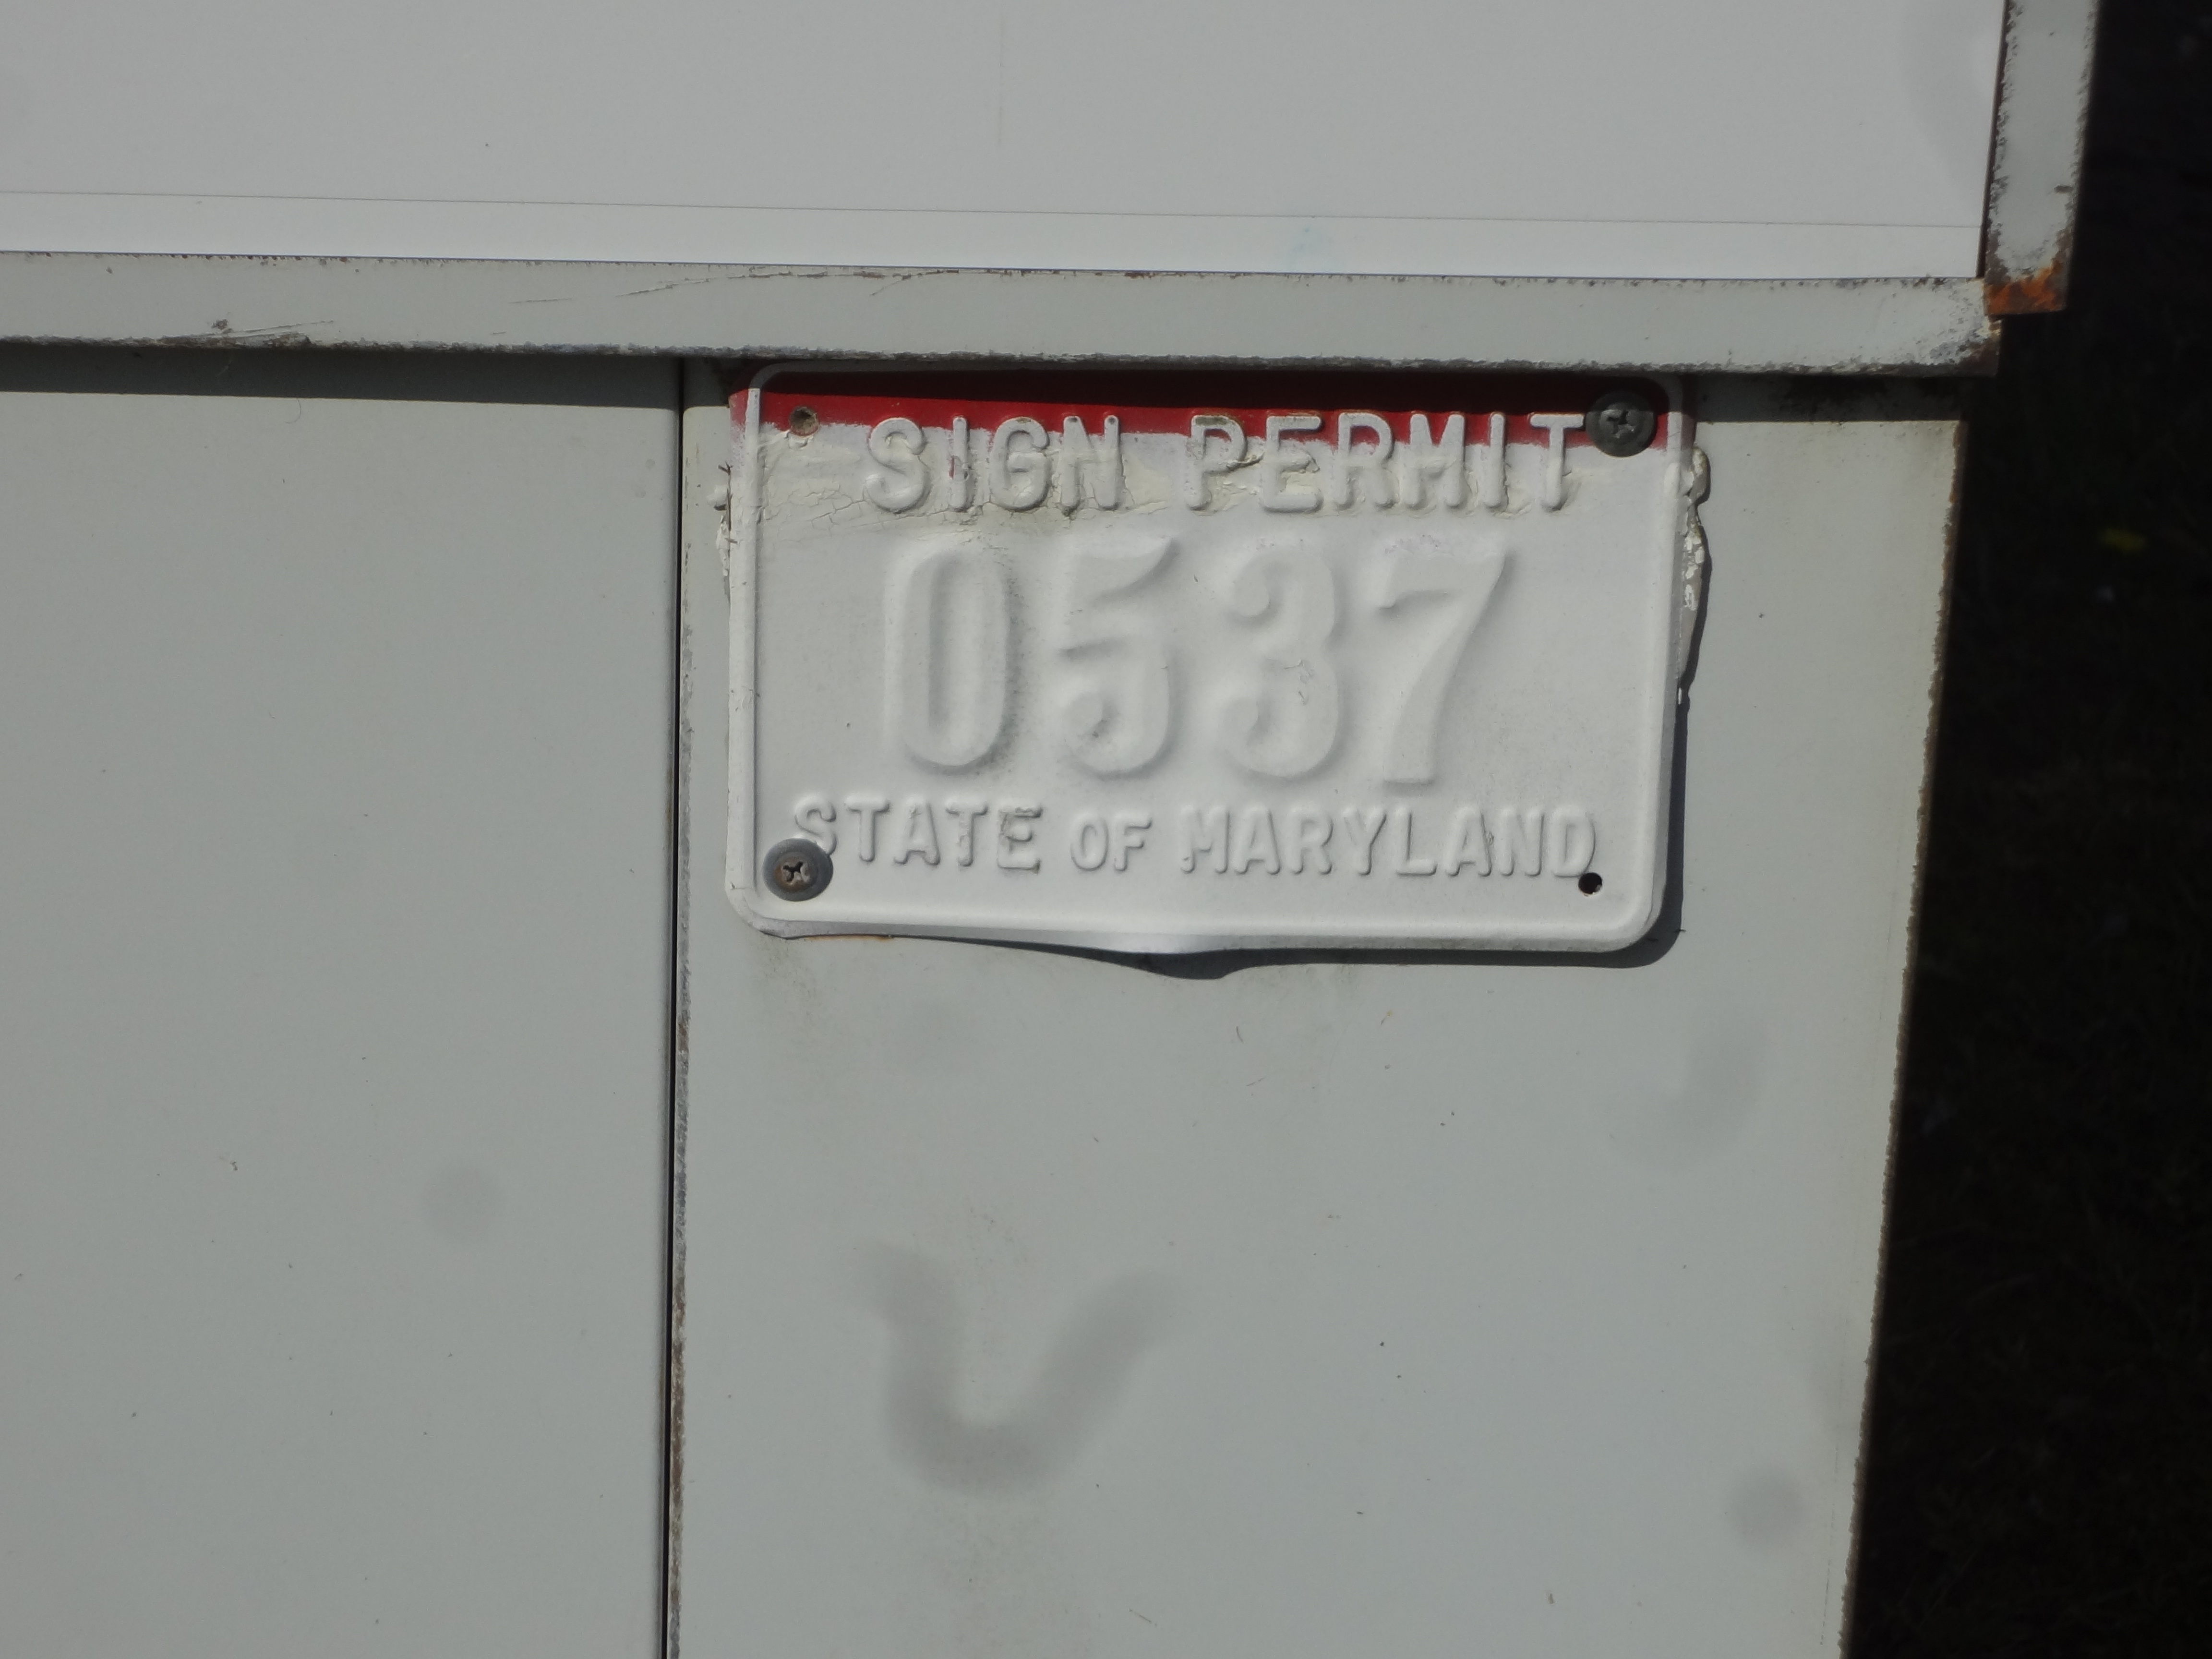 SIGN PERMIT
0537
STATE OF MARYLAND